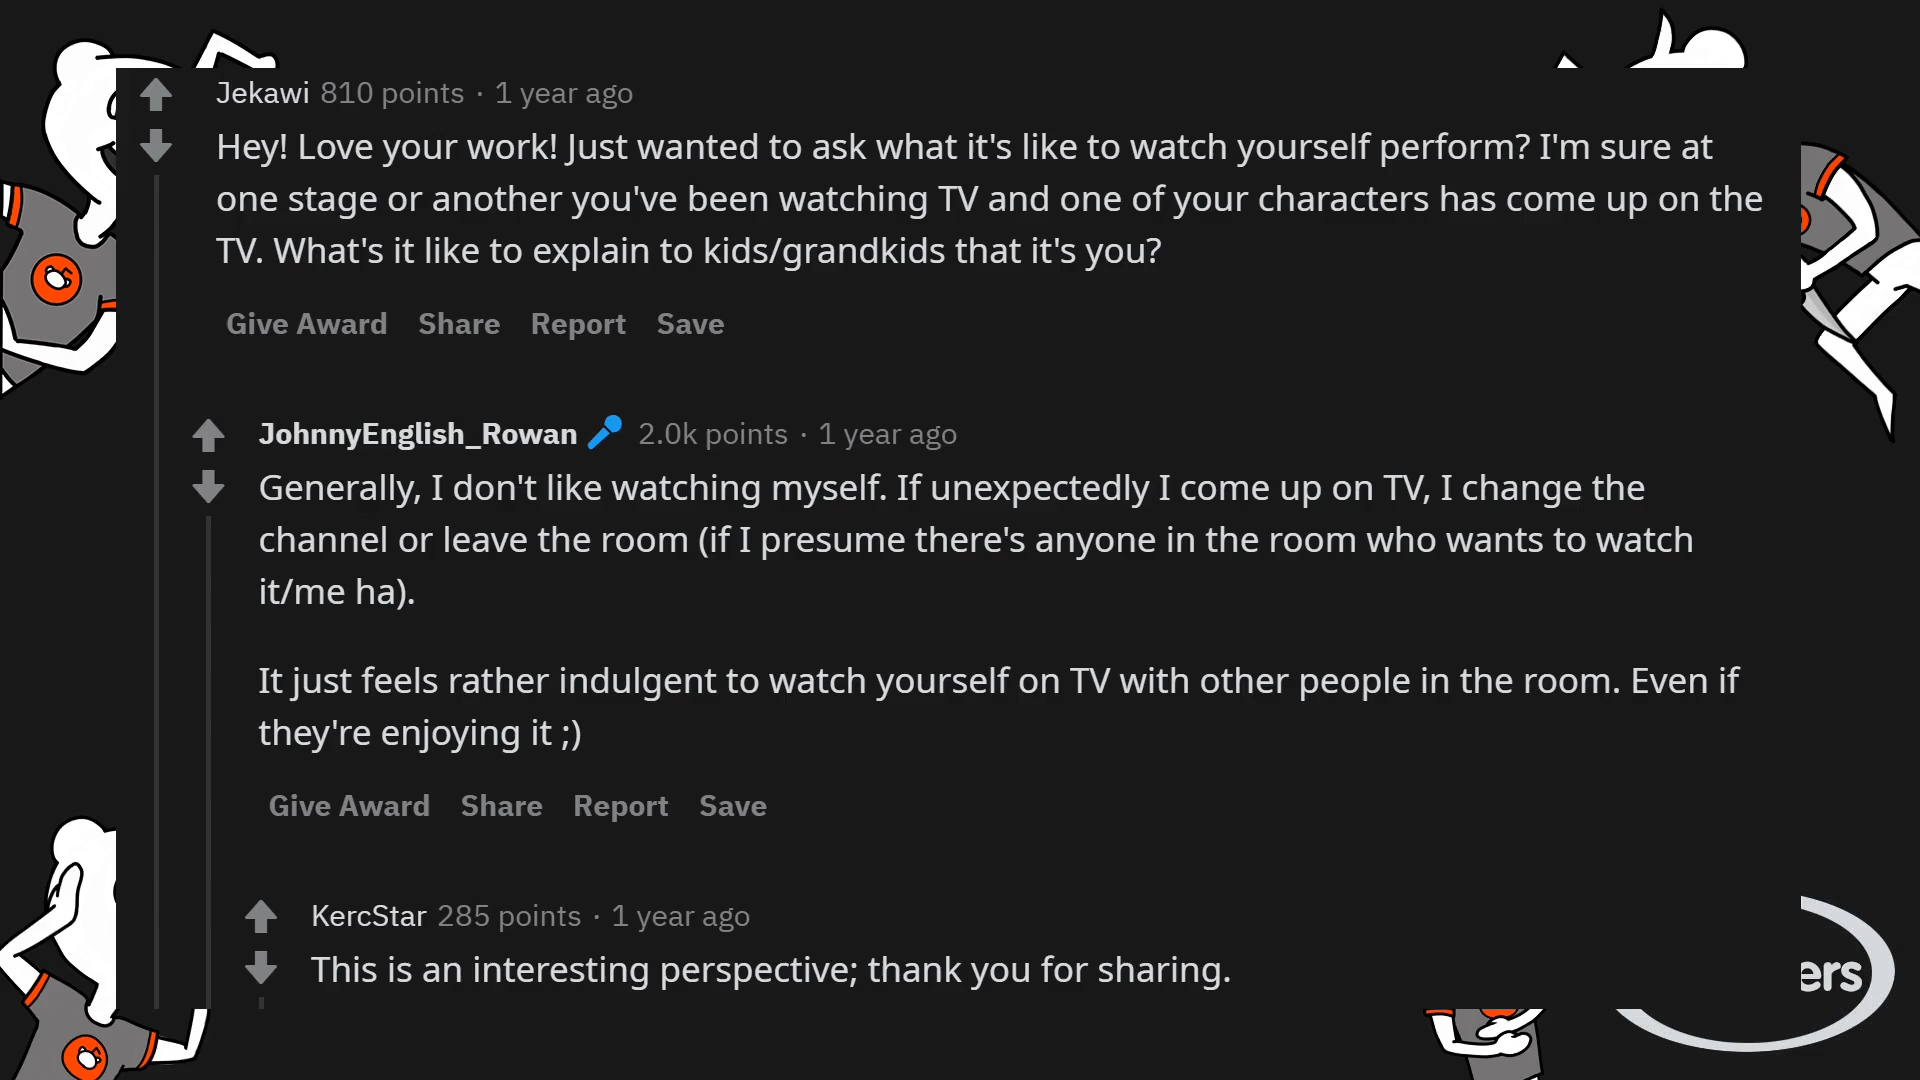 Jekawi 810 points · 1 year ago
Hey! Love your work! Just wanted to ask what it's like to watch yourself perform? I'm sure at
one stage or another you've been watching TV and one of your characters has come up on the
TV. What's it like to explain to kids/grandkids that it's you?
Give Award Share Report Save
JohnnyEnglish_Rowan 2.0k points · 1 year ago
Generally, I don't like watching myself. If unexpectedly I come up on TV, I change the
channel or leave the room (if I presume there's anyone in the room who wants to watch
it/me ha).
It just feels rather indulgent to watch yourself on TV with other people in the room. Even if
they're enjoying it ;)
Give Award Share Report Save
KercStar 285 points · 1 year ago
This is an interesting perspective; thank you for sharing.
ers